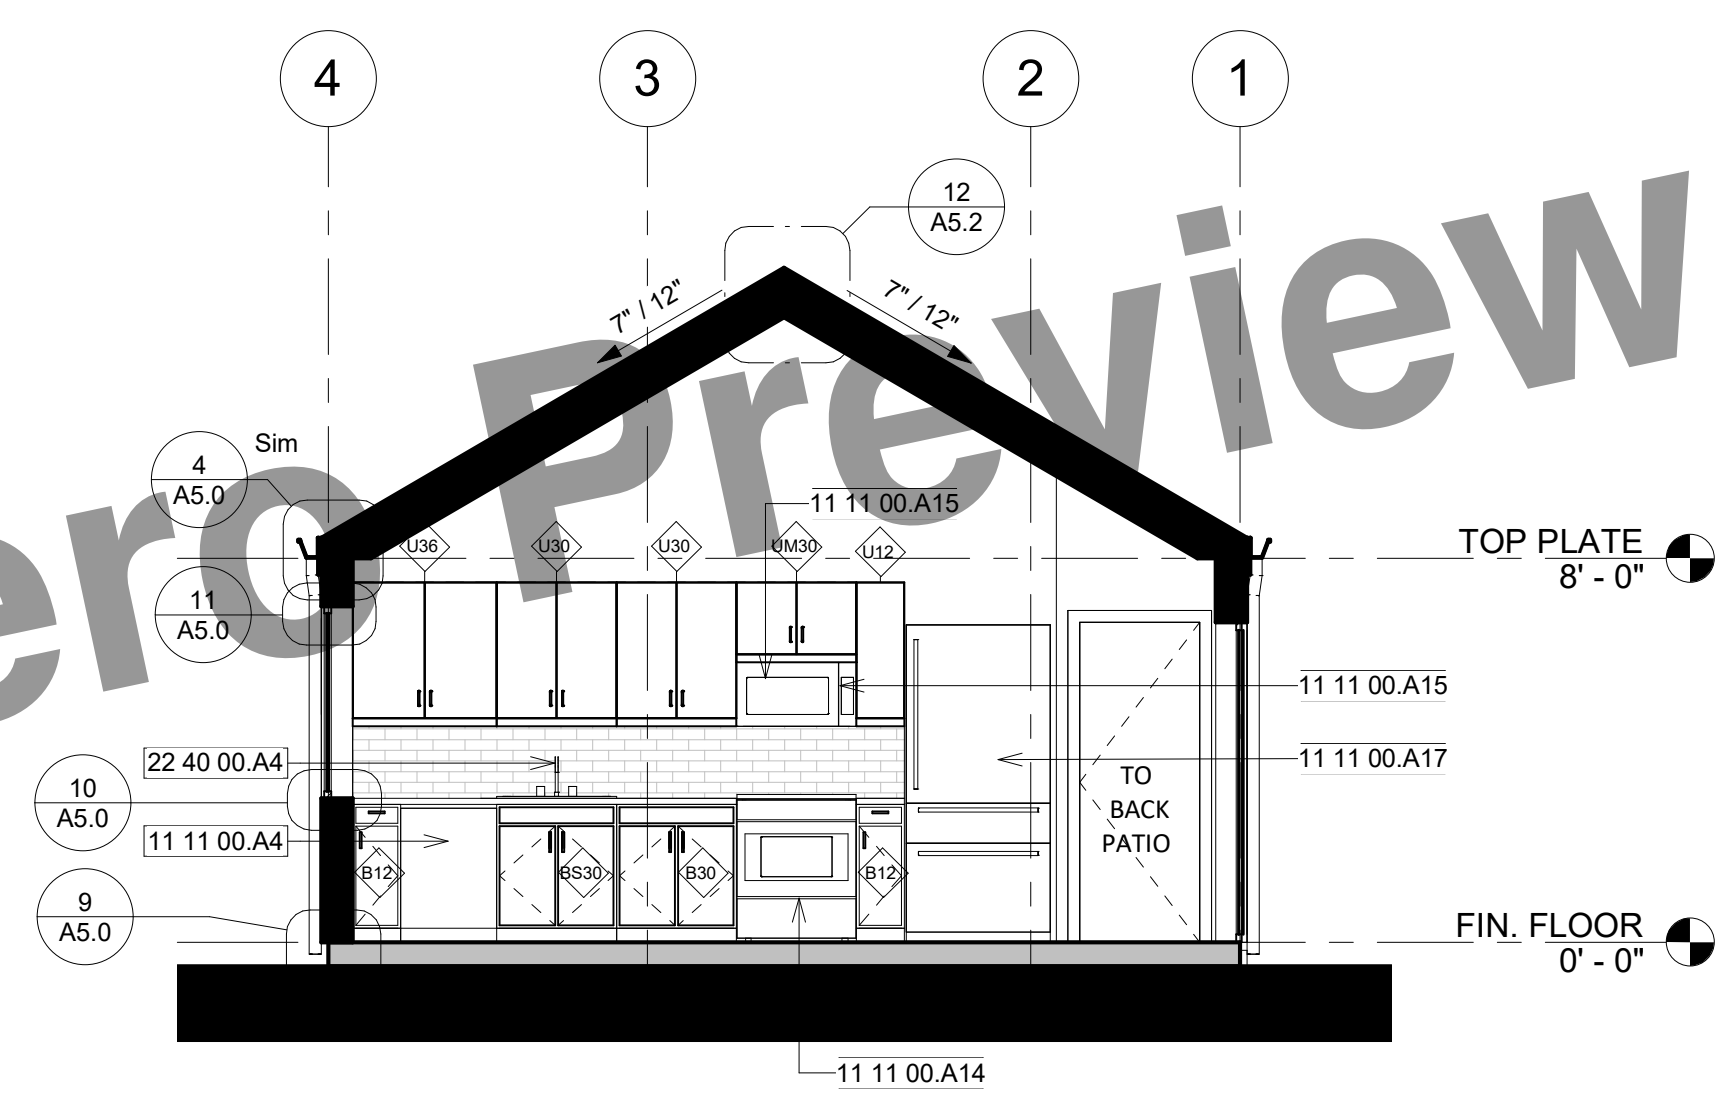 4
3
2
1
12
A5.2
7" / 12"
7" / 12"
ero Preview
Sim
4
A5.0
11 11 00.A15
TOP PLATE
8' - 0"
U36
U30
U30
UM30
U12
11
A5.0
11 11 00.A15
22 40 00.A4
11 11 00.A17
10
A5.0
TO
BACK
PATIO
11 11 00.A4
B12
BS30
B30
B12
9
A5.0
FIN. FLOOR
0' - 0"
11 11 00.A14